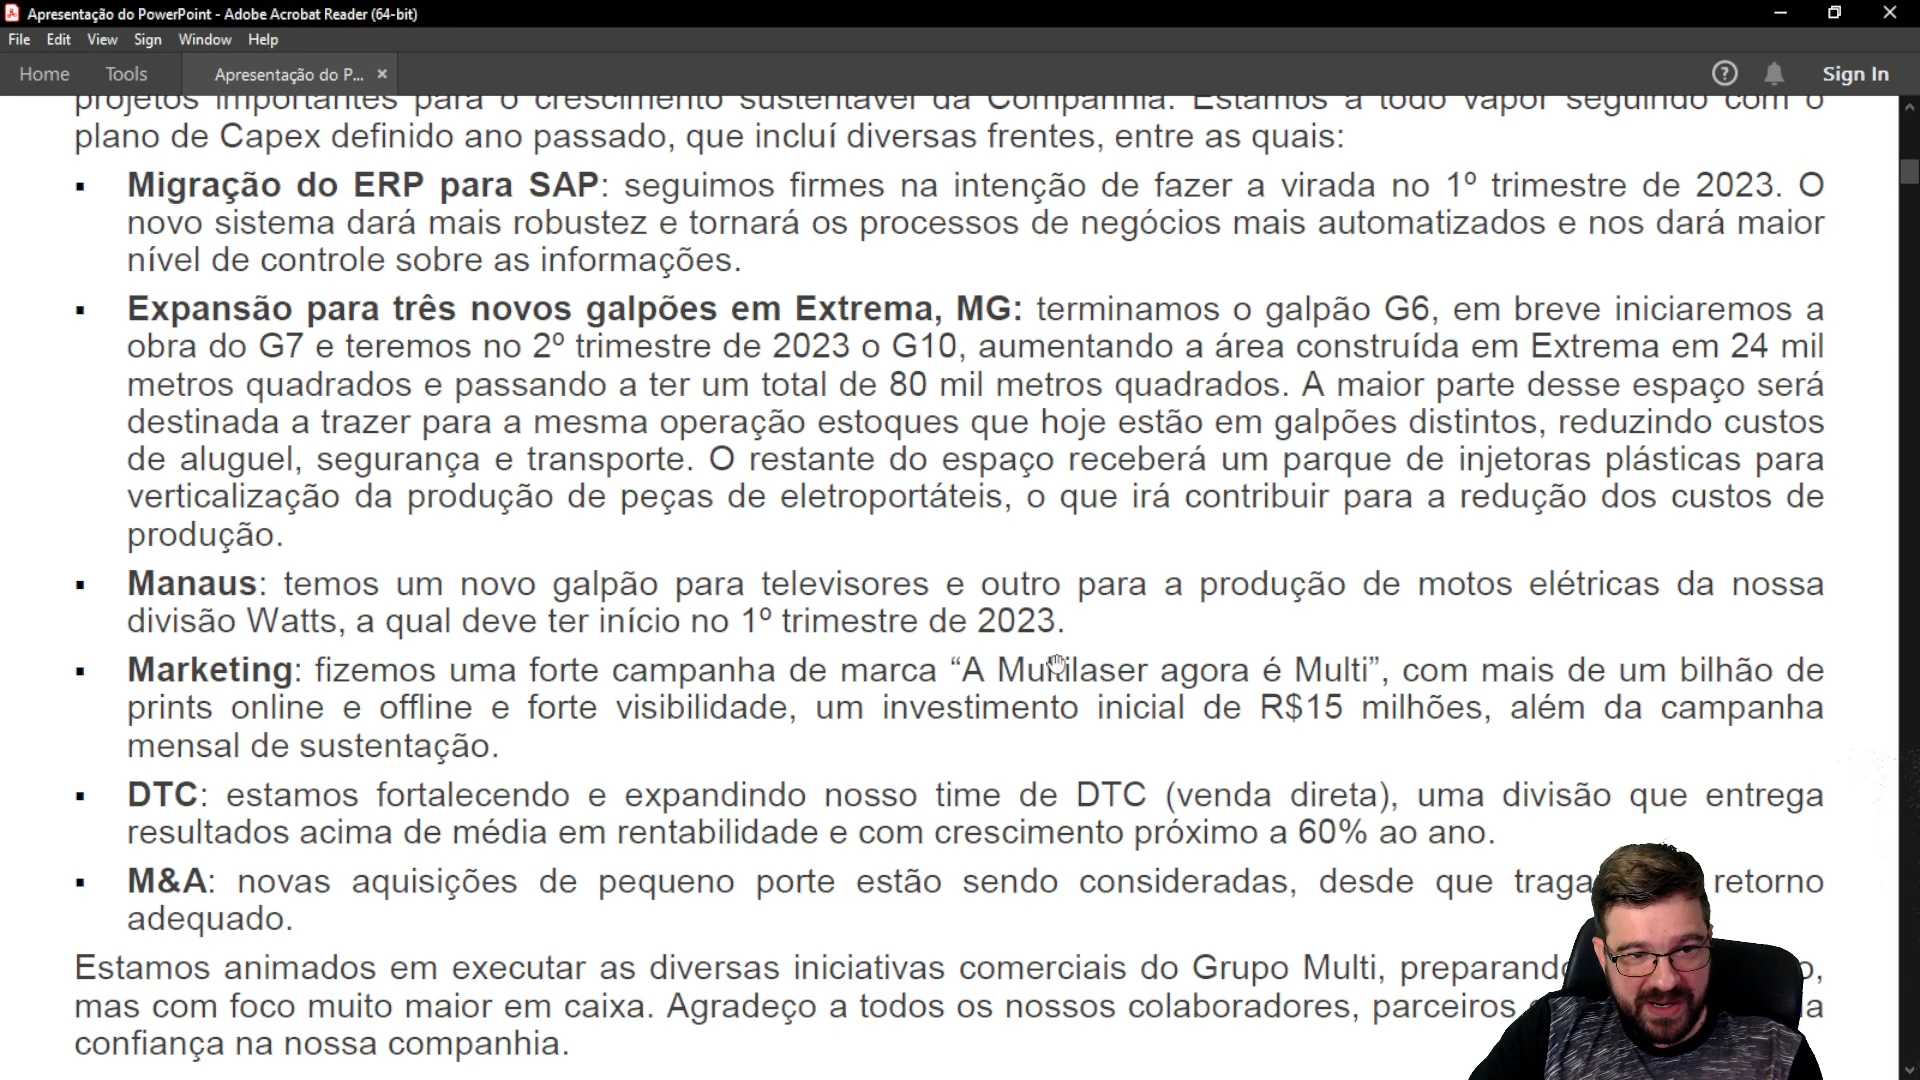 Apresentação do PowerPoint - Adobe Acrobat Reader (64-bit)
File Edit View Sign Window Help
Home Tools Apresentação do P... Sign In
projetos importantes para o crescimento sustentável da Companhia. Estamos a todo vapor seguindo com o
plano de Capex definido ano passado, que incluí diversas frentes, entre as quais:
▪ Migração do ERP para SAP: seguimos firmes na intenção de fazer a virada no 1º trimestre de 2023. O
novo sistema dará mais robustez e tornará os processos de negócios mais automatizados e nos dará maior
nível de controle sobre as informações.
▪ Expansão para três novos galpões em Extrema, MG: terminamos o galpão G6, em breve iniciaremos a
obra do G7 e teremos no 2º trimestre de 2023 o G10, aumentando a área construída em Extrema em 24 mil
metros quadrados e passando a ter um total de 80 mil metros quadrados. A maior parte desse espaço será
destinada a trazer para a mesma operação estoques que hoje estão em galpões distintos, reduzindo custos
de aluguel, segurança e transporte. O restante do espaço receberá um parque de injetoras plásticas para
verticalização da produção de peças de eletroportáteis, o que irá contribuir para a redução dos custos de
produção.
▪ Manaus: temos um novo galpão para televisores e outro para a produção de motos elétricas da nossa
divisão Watts, a qual deve ter início no 1º trimestre de 2023.
▪ Marketing: fizemos uma forte campanha de marca “A Multilaser agora é Multi”, com mais de um bilhão de
prints online e offline e forte visibilidade, um investimento inicial de R$15 milhões, além da campanha
mensal de sustentação.
▪ DTC: estamos fortalecendo e expandindo nosso time de DTC (venda direta), uma divisão que entrega
resultados acima de média em rentabilidade e com crescimento próximo a 60% ao ano.
▪ M&A: novas aquisições de pequeno porte estão sendo consideradas, desde que traga retorno
adequado.
Estamos animados em executar as diversas iniciativas comerciais do Grupo Multi, preparand
mas com foco muito maior em caixa. Agradeço a todos os nossos colaboradores, parceiros
confiança na nossa companhia.